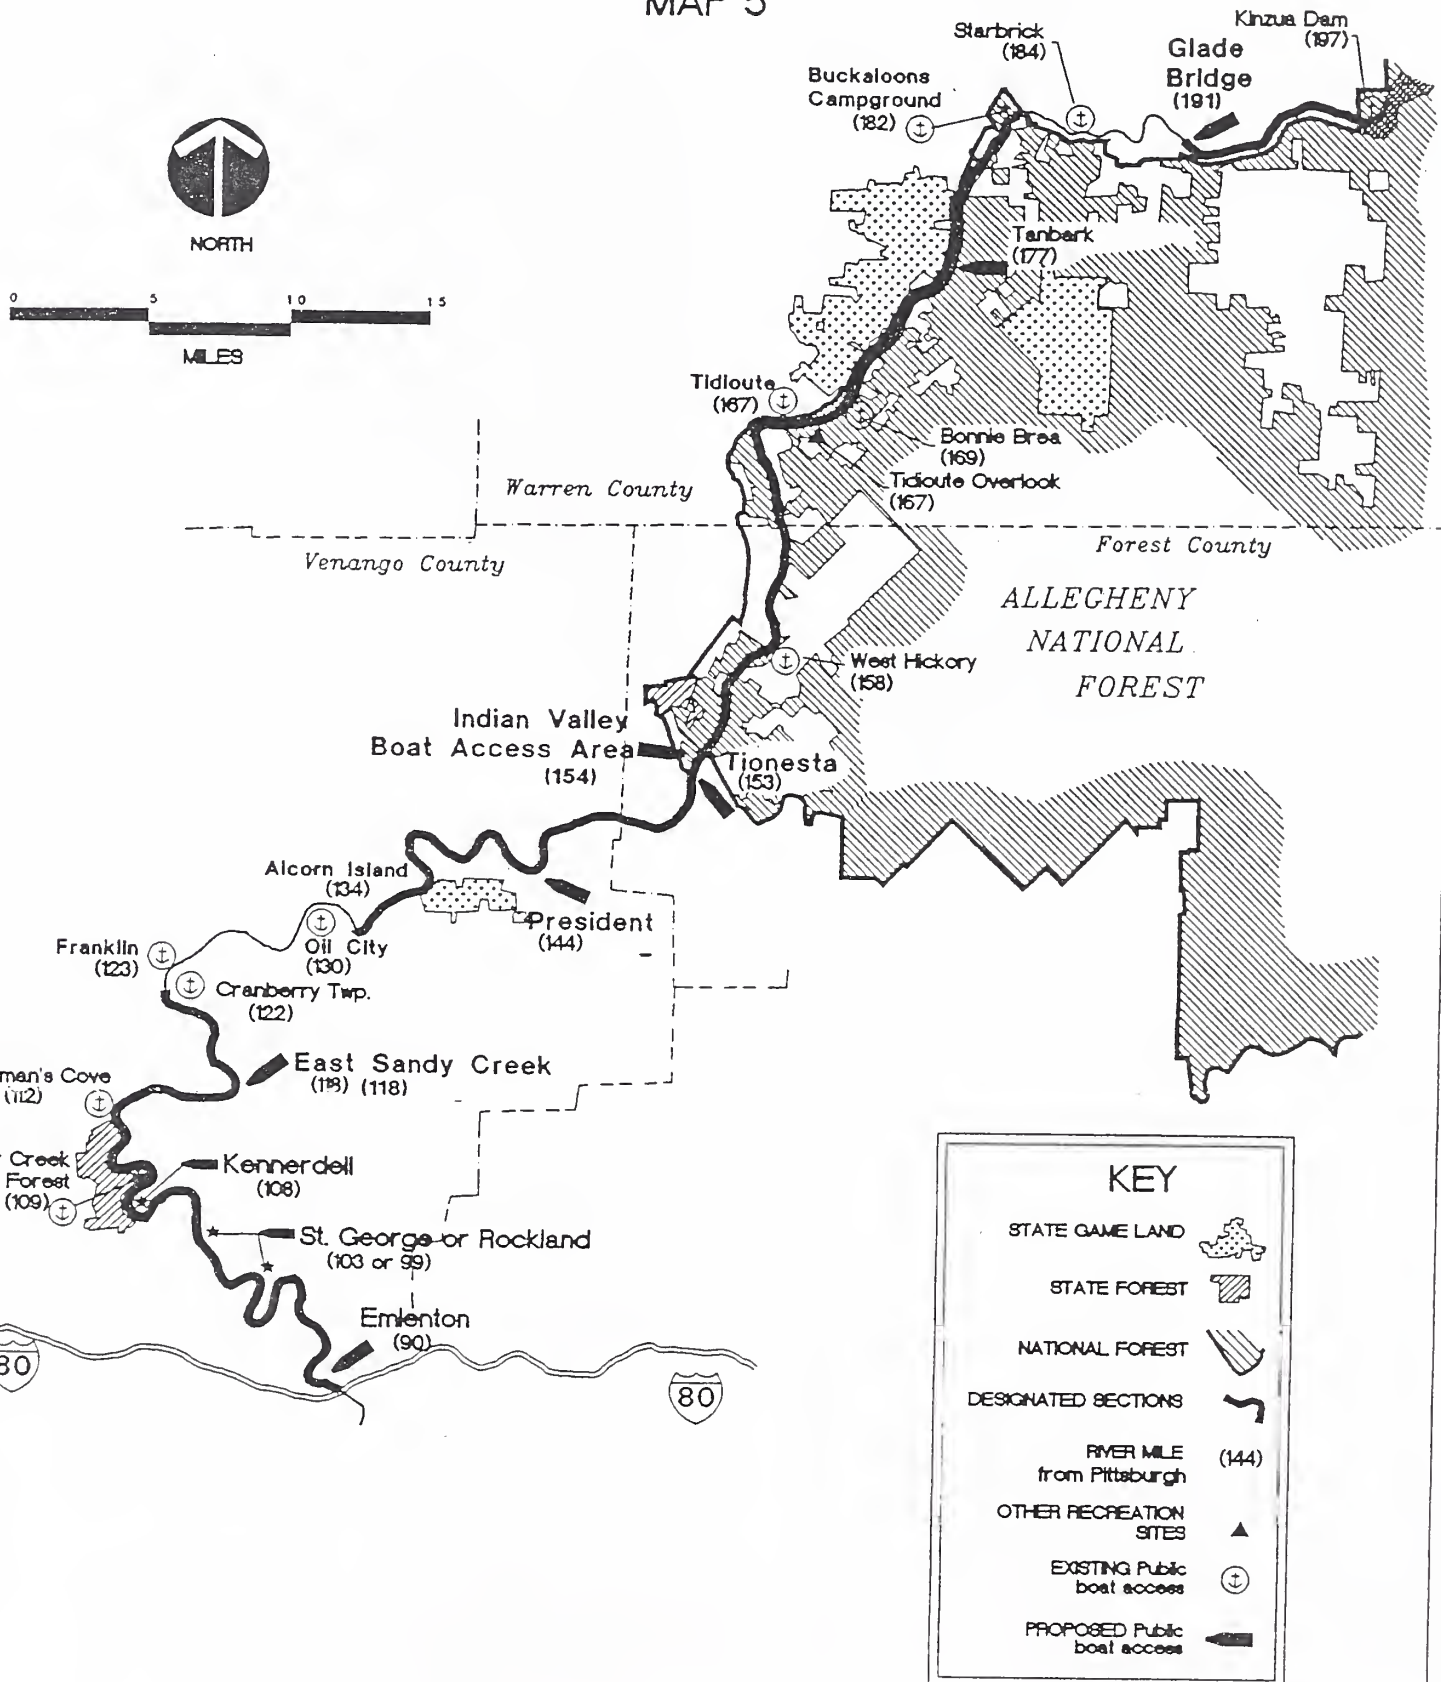 MAP 5
Kinzua Dam
(197)
Starbrick
(184)
Glade
Bridge
(191)
Buckaloons
Campground
(182)
NORTH
0 5 10 15
MILES
Tanbark
(177)
Tidioute
(167)
Bonnie Brea
(169)
Tidioute Overlook
(167)
Warren County
Venango County
Forest County
ALLEGHENY
NATIONAL
FOREST
West Hickory
(158)
Indian Valley
Boat Access Area
(154)
Tionesta
(153)
Alcorn Island
(134)
President
(144)
Franklin
(123)
Oil City
(130)
Cranberry Twp.
(122)
East Sandy Creek
(118) (118)
man's Cove
(112)
Creek
Forest
(109)
Kennerdell
(108)
St. George or Rockland
(103 or 99)
Emlenton
(90)
80
80
KEY
STATE GAME LAND
STATE FOREST
NATIONAL FOREST
DESIGNATED SECTIONS
RIVER MILE (144)
from Pittsburgh
OTHER RECREATION
SITES
EXISTING Public
boat access
PROPOSED Public
boat access